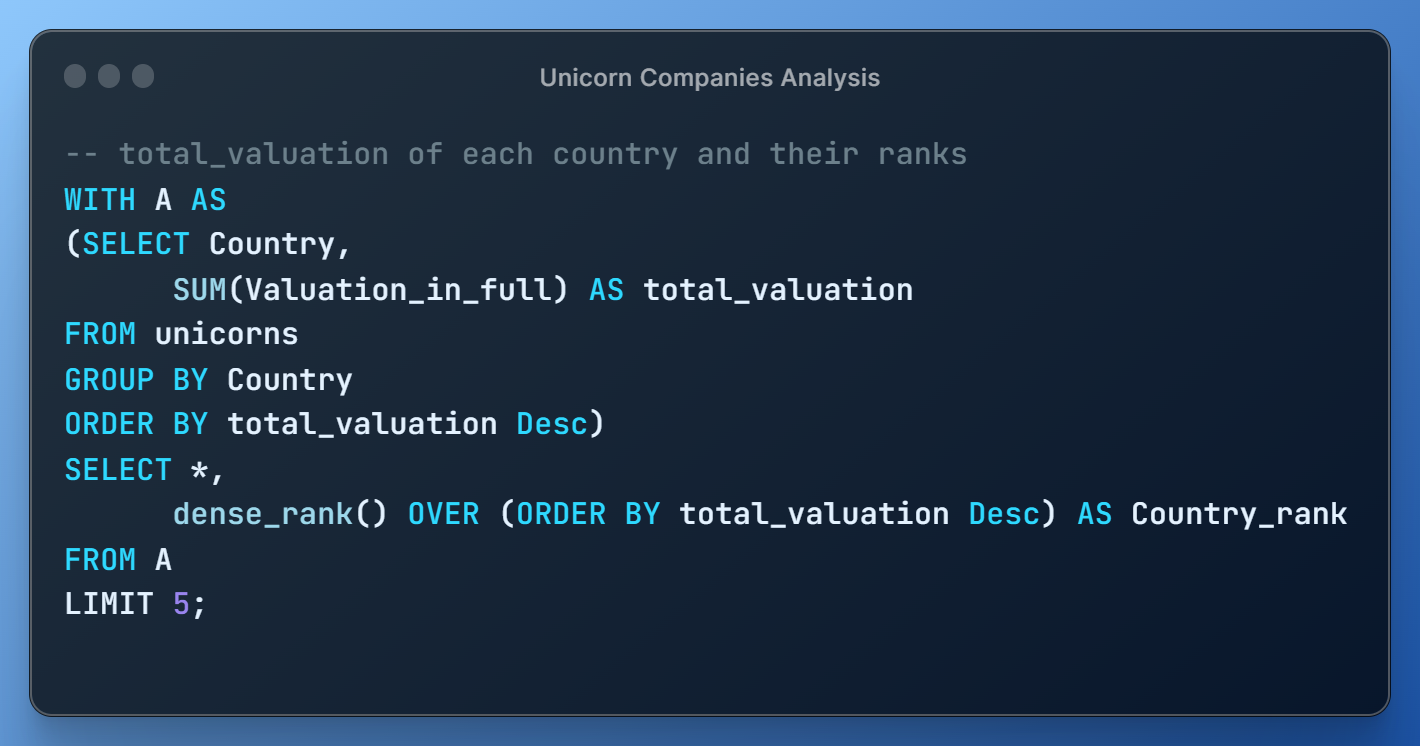 Unicorn Companies Analysis
-- total_valuation of each country and their ranks
WITH A AS
(SELECT Country,
      SUM(Valuation_in_full) AS total_valuation
FROM unicorns
GROUP BY Country
ORDER BY total_valuation Desc)
SELECT *,
      dense_rank() OVER (ORDER BY total_valuation Desc) AS Country_rank
FROM A
LIMIT 5;